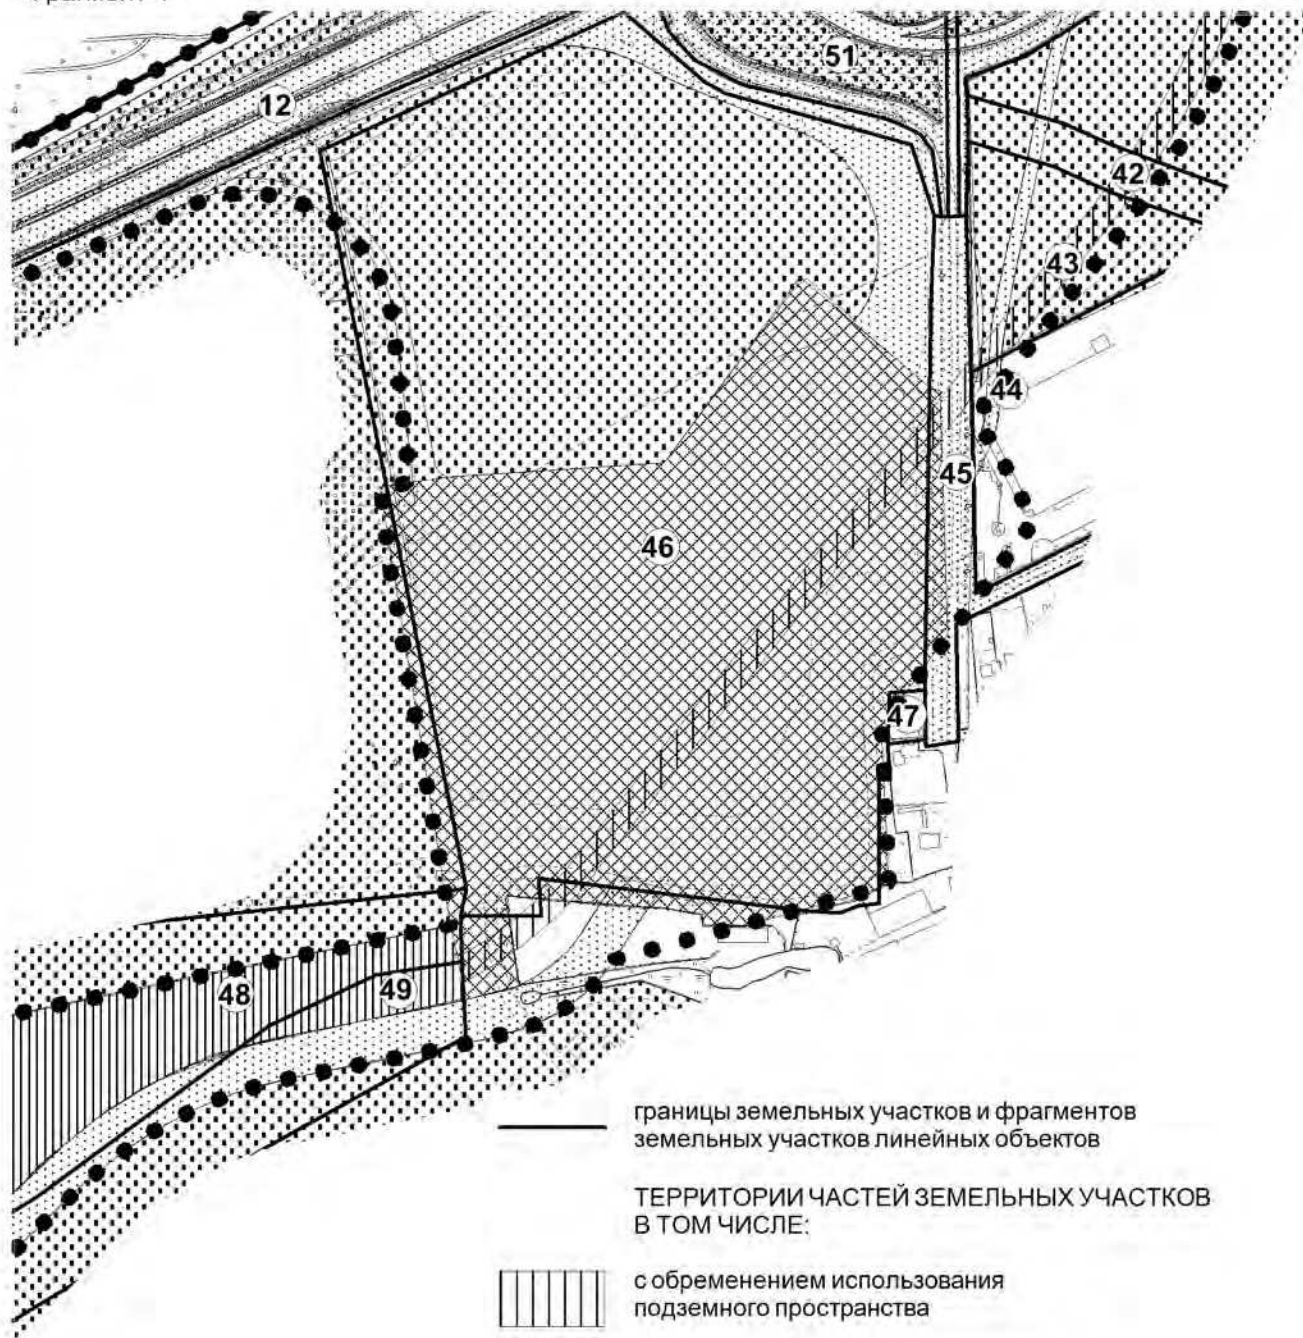 51
12
42
43
44
45
46
47
48
49
границы земельных участков и фрагментов
земельных участков линейных объектов
ТЕРРИТОРИИ ЧАСТЕЙ ЗЕМЕЛЬНЫХ УЧАСТКОВ
В ТОМ ЧИСЛЕ:
с обременением использования
подземного пространства